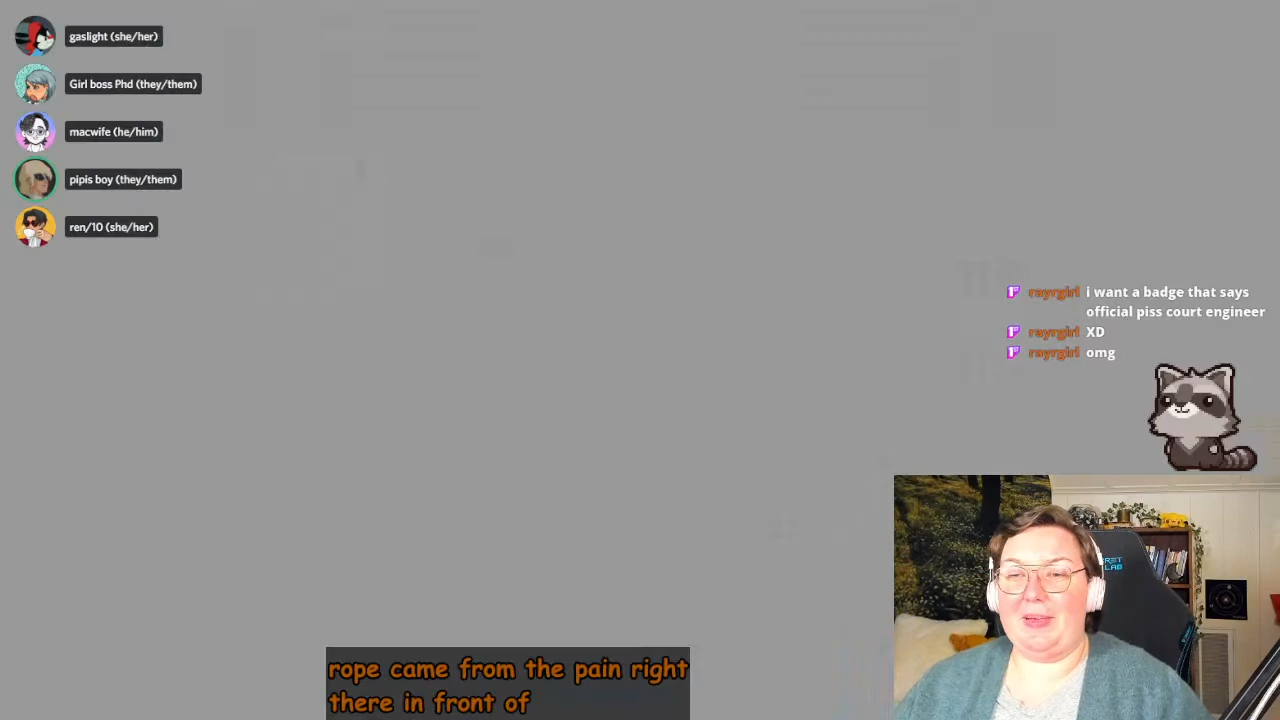 gaslight (she/her)
Girl boss Phd (they/them)
macwife (he/him)
pipis boy (they/them)
ren/10 (she/her)
rayrgirl i want a badge that says
official piss court engineer
rayrgirl XD
rayrgirl omg
rope came from the pain right
there in front of